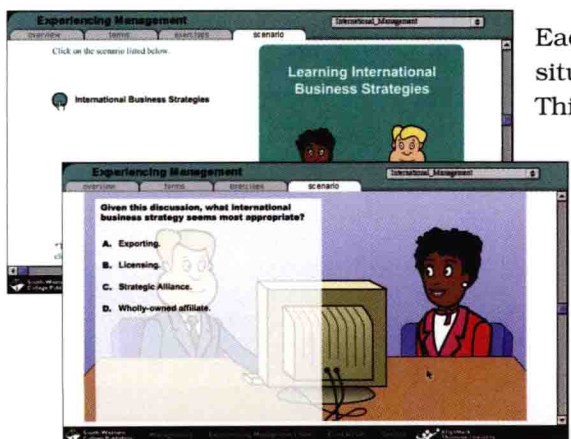 Experiencing Management
International_Management
overview terms exercises scenario
Click on the scenario listed below.
International Business Strategies
Learning International
Business Strategies
Eac
situ
Thi
Experiencing Management
International_Management
overview terms exercises scenario
Given this discussion, what international
business strategy seems most appropriate?
A. Exporting.
B. Licensing.
C. Strategic Alliance.
D. Wholly-owned affiliate.